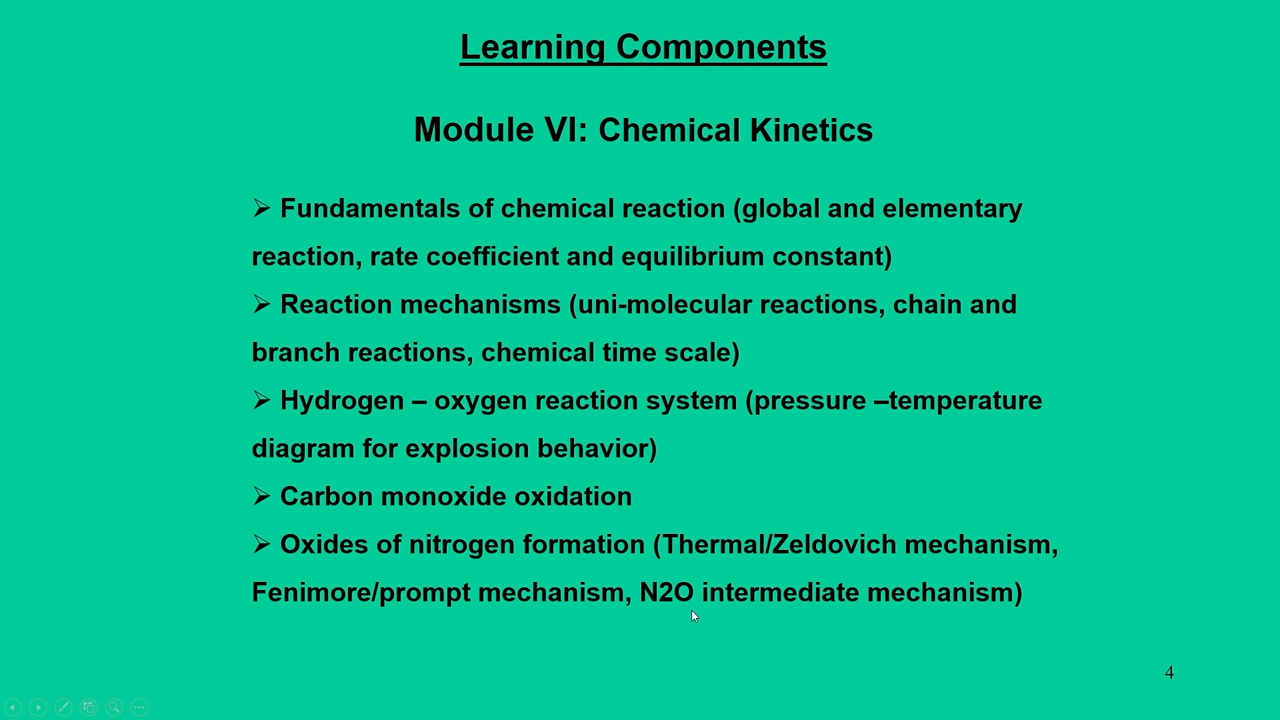 Learning Components
Module VI: Chemical Kinetics
➢ Fundamentals of chemical reaction (global and elementary
reaction, rate coefficient and equilibrium constant)
➢ Reaction mechanisms (uni-molecular reactions, chain and
branch reactions, chemical time scale)
➢ Hydrogen – oxygen reaction system (pressure –temperature
diagram for explosion behavior)
➢ Carbon monoxide oxidation
➢ Oxides of nitrogen formation (Thermal/Zeldovich mechanism,
Fenimore/prompt mechanism, N2O intermediate mechanism)
4